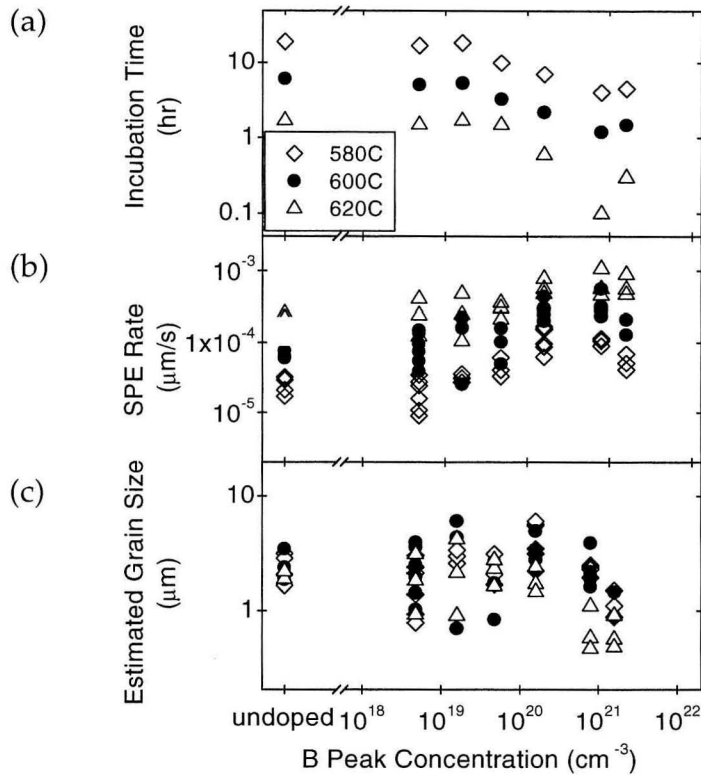 (a)
Incubation Time
(hr)
10
1
0.1
580C
600C
620C
(b)
SPE Rate
(μm/s)
10⁻³
1x10⁻⁴
10⁻⁵
(c)
Estimated Grain Size
(μm)
10
1
undoped 10¹⁸ 10¹⁹ 10²⁰ 10²¹ 10²²
B Peak Concentration (cm⁻³)